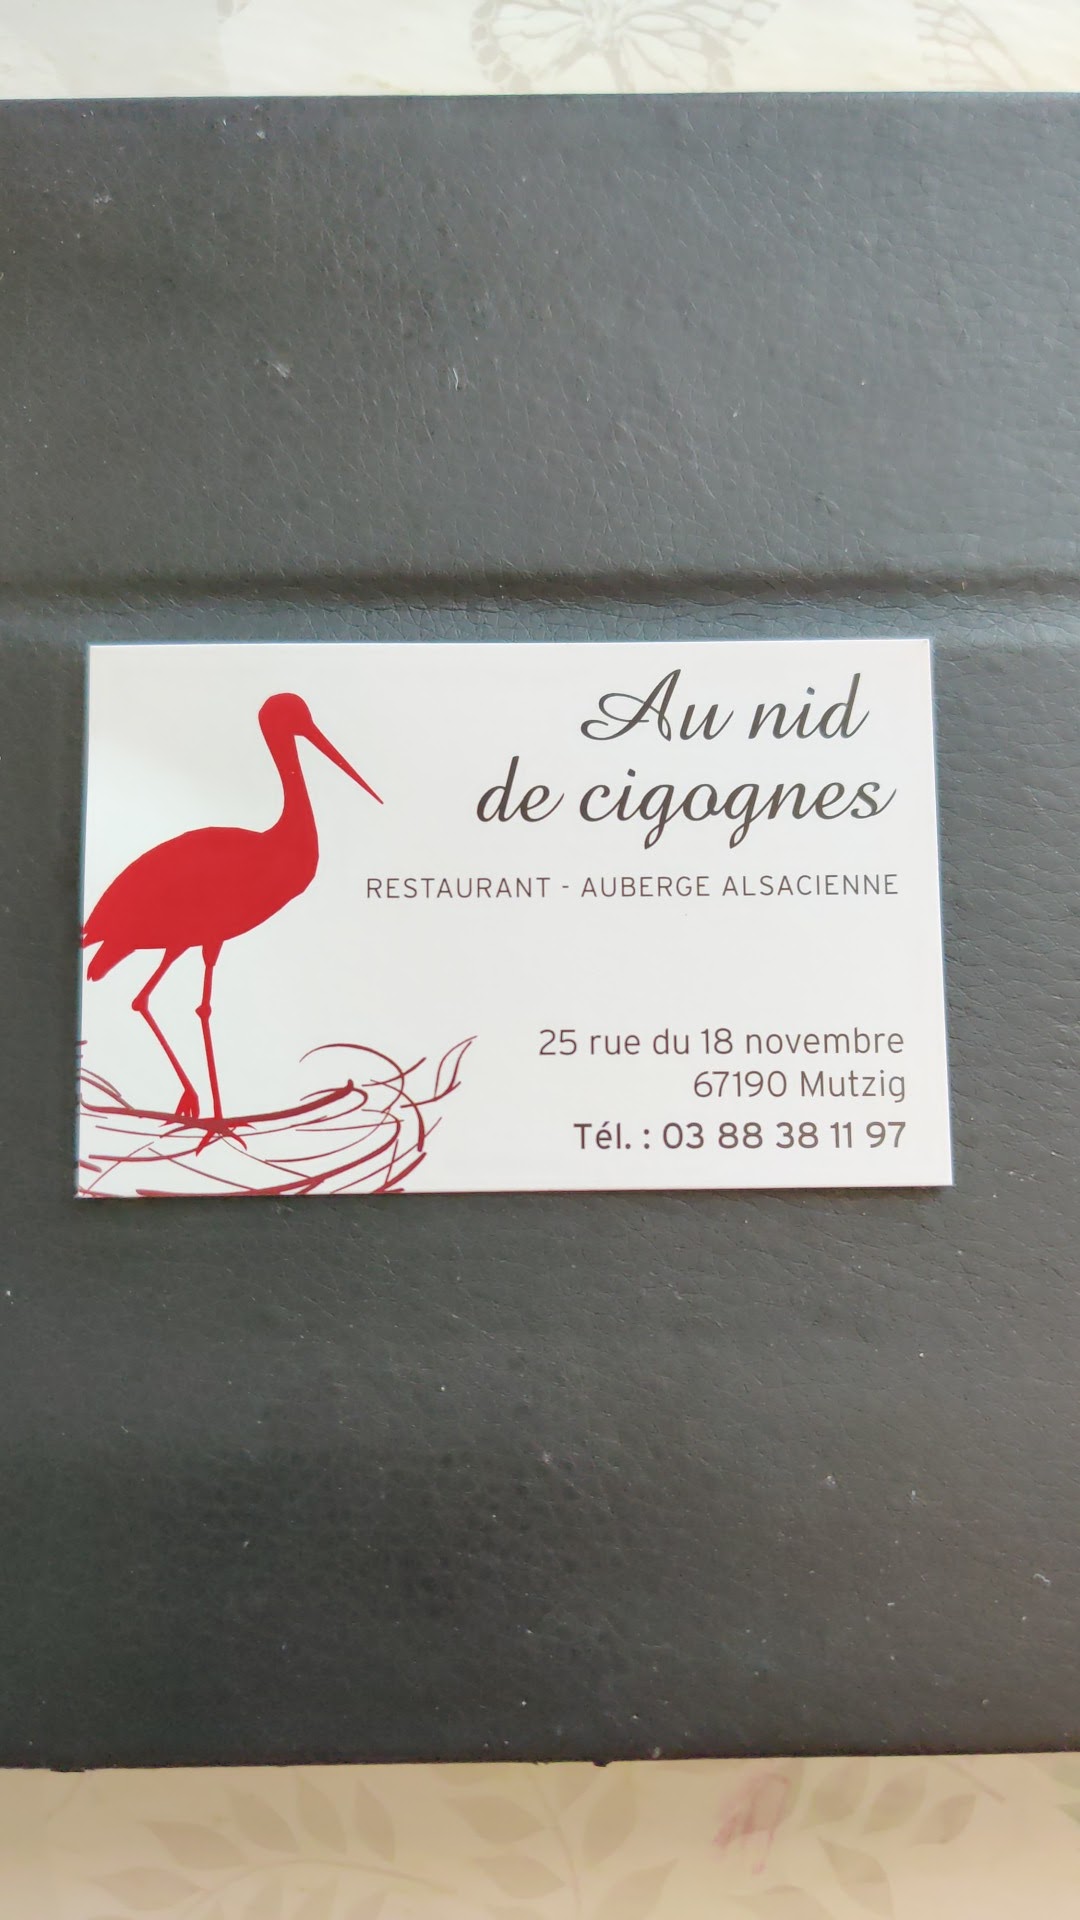 Au nid
de cigognes
RESTAURANT - AUBERGE ALSACIENNE
25 rue du 18 novembre
67190 Mutzig
Tél. : 03 88 38 11 97